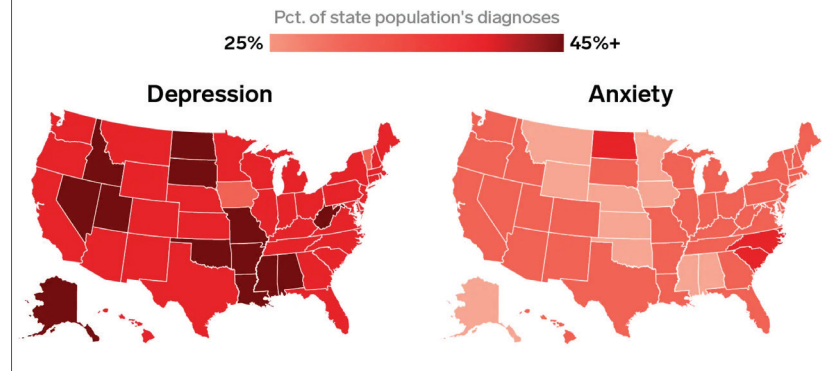 Pct. of state population's diagnoses
25% 45%+
Depression Anxiety